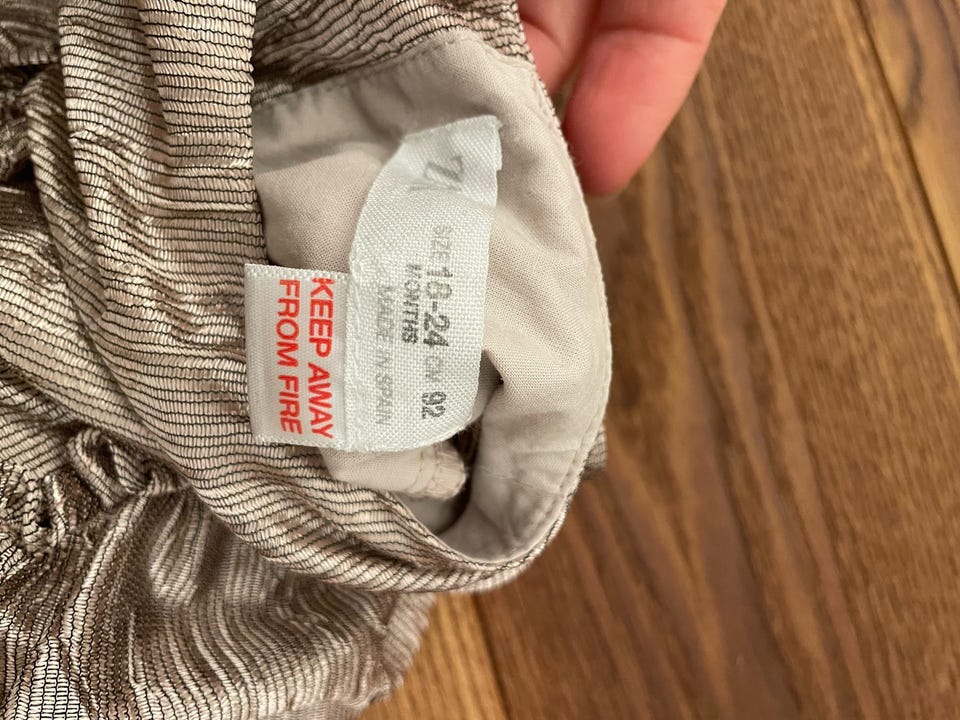 SIZE 18-24 CM 92
MONTHS
MADE IN SPAIN
KEEP AWAY
FROM FIRE